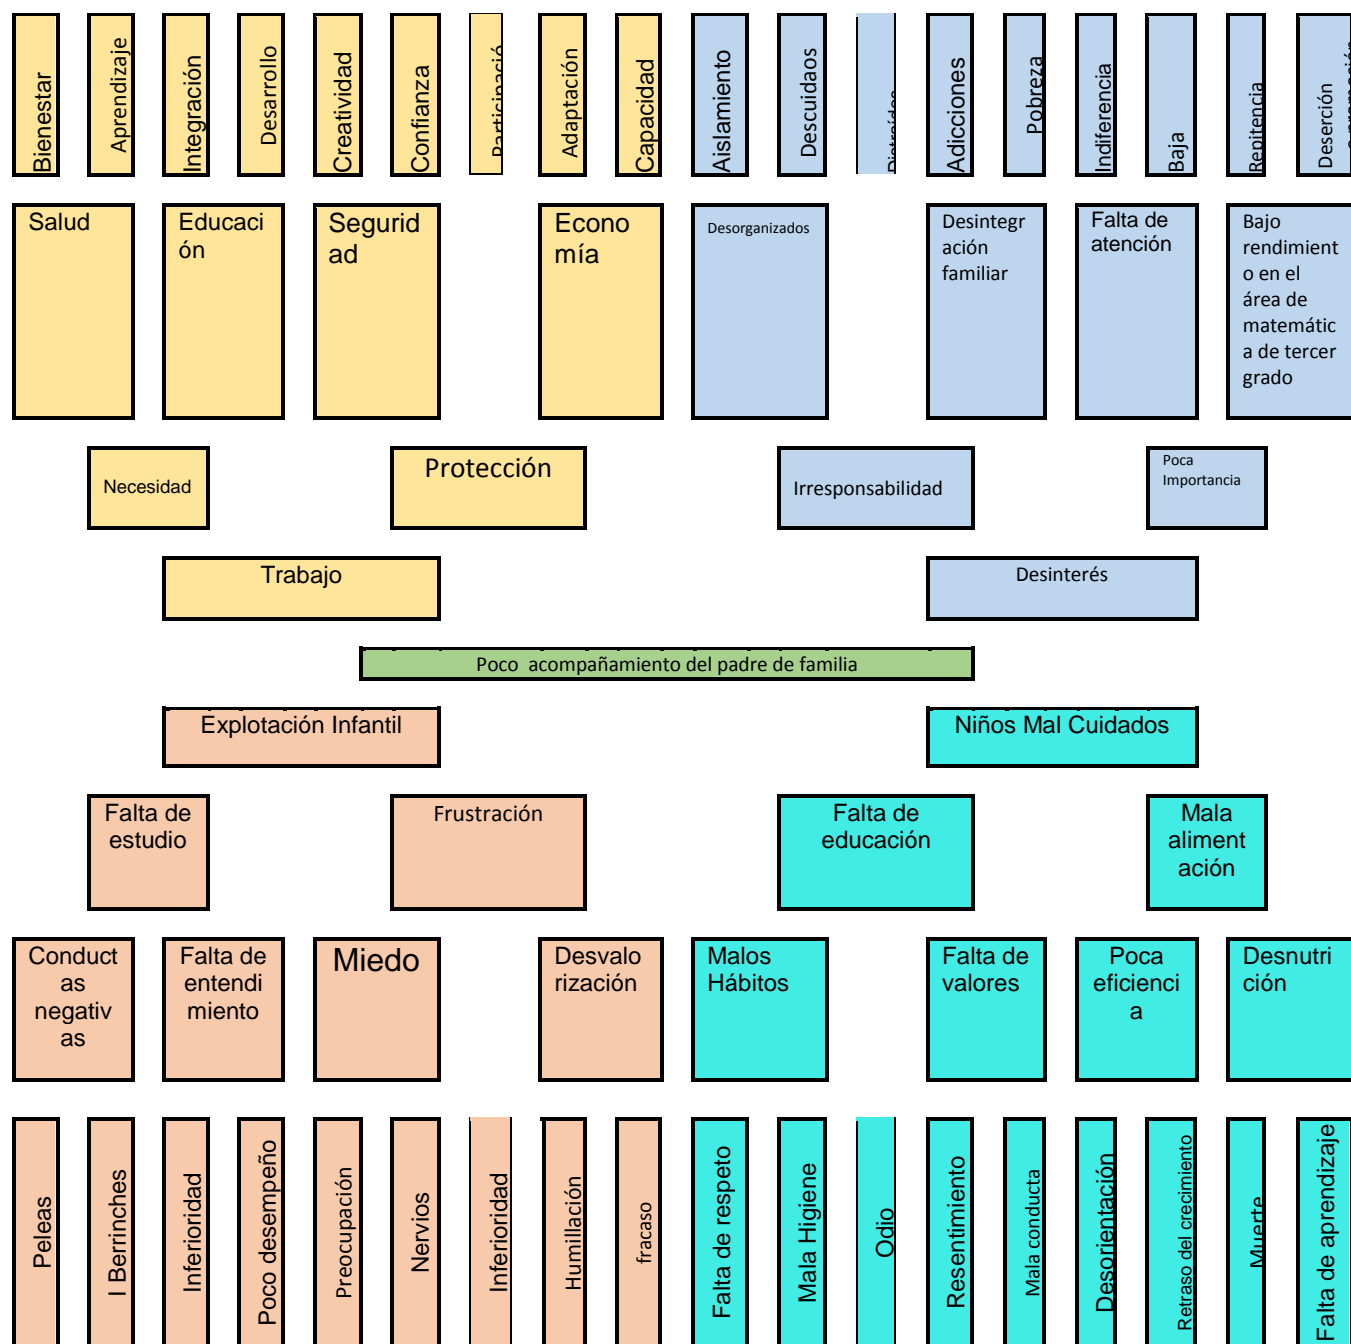 Bienestar
Aprendizaje
Integración
Desarrollo
Creatividad
Confianza
Participació
Adaptación
Capacidad
Aislamiento
Descuidaos
Adicciones
Pobreza
Indiferencia
Baja
Repitencia
Deserción
Salud
Educaci
ón
Segurid
ad
Econo
mía
Desorganizados
Desintegr
ación
familiar
Falta de
atención
Bajo
rendimient
o en el
área de
matemátic
a de tercer
grado
Necesidad
Protección
Irresponsabilidad
Poca
Importancia
Trabajo
Desinterés
Poco acompañamiento del padre de familia
Explotación Infantil
Niños Mal Cuidados
Falta de
estudio
Frustración
Falta de
educación
Mala
aliment
ación
Conduct
as
negativ
as
Falta de
entendi
miento
Miedo
Desvalo
rización
Malos
Hábitos
Falta de
valores
Poca
eficienci
a
Desnutri
ción
Peleas
I Berrinches
Inferioridad
Poco desempeño
Preocupación
Nervios
Inferioridad
Humillación
fracaso
Falta de respeto
Mala Higiene
Odio
Resentimiento
Mala conducta
Desorientación
Retraso del crecimiento
Muerte
Falta de aprendizaje